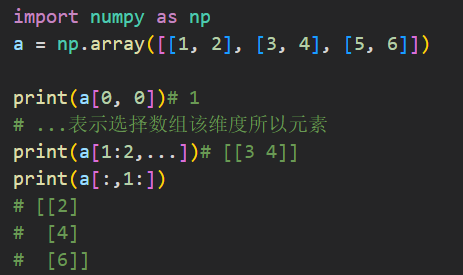 import numpy as np
a = np.array([[1, 2], [3, 4], [5, 6]])
print(a[0, 0])# 1
# ...表示选择数组该维度所以元素
print(a[1:2,...])# [[3 4]]
print(a[:,1:])
# [[2]
#  [4]
#  [6]]